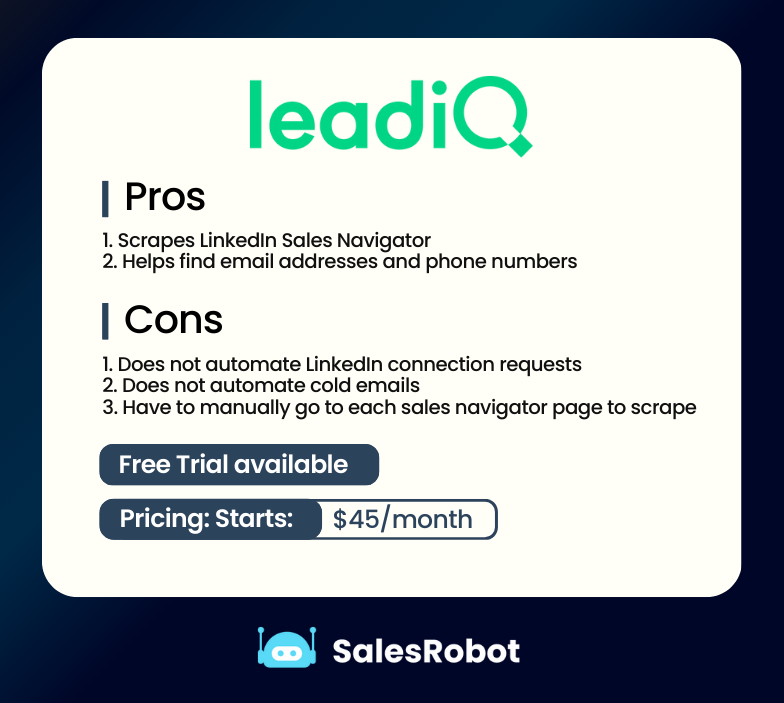 leadiQ
Pros
1. Scrapes LinkedIn Sales Navigator
2. Helps find email addresses and phone numbers
Cons
1. Does not automate LinkedIn connection requests
2. Does not automate cold emails
3. Have to manually go to each sales navigator page to scrape
Free Trial available
Pricing: Starts: $45/month
SalesRobot